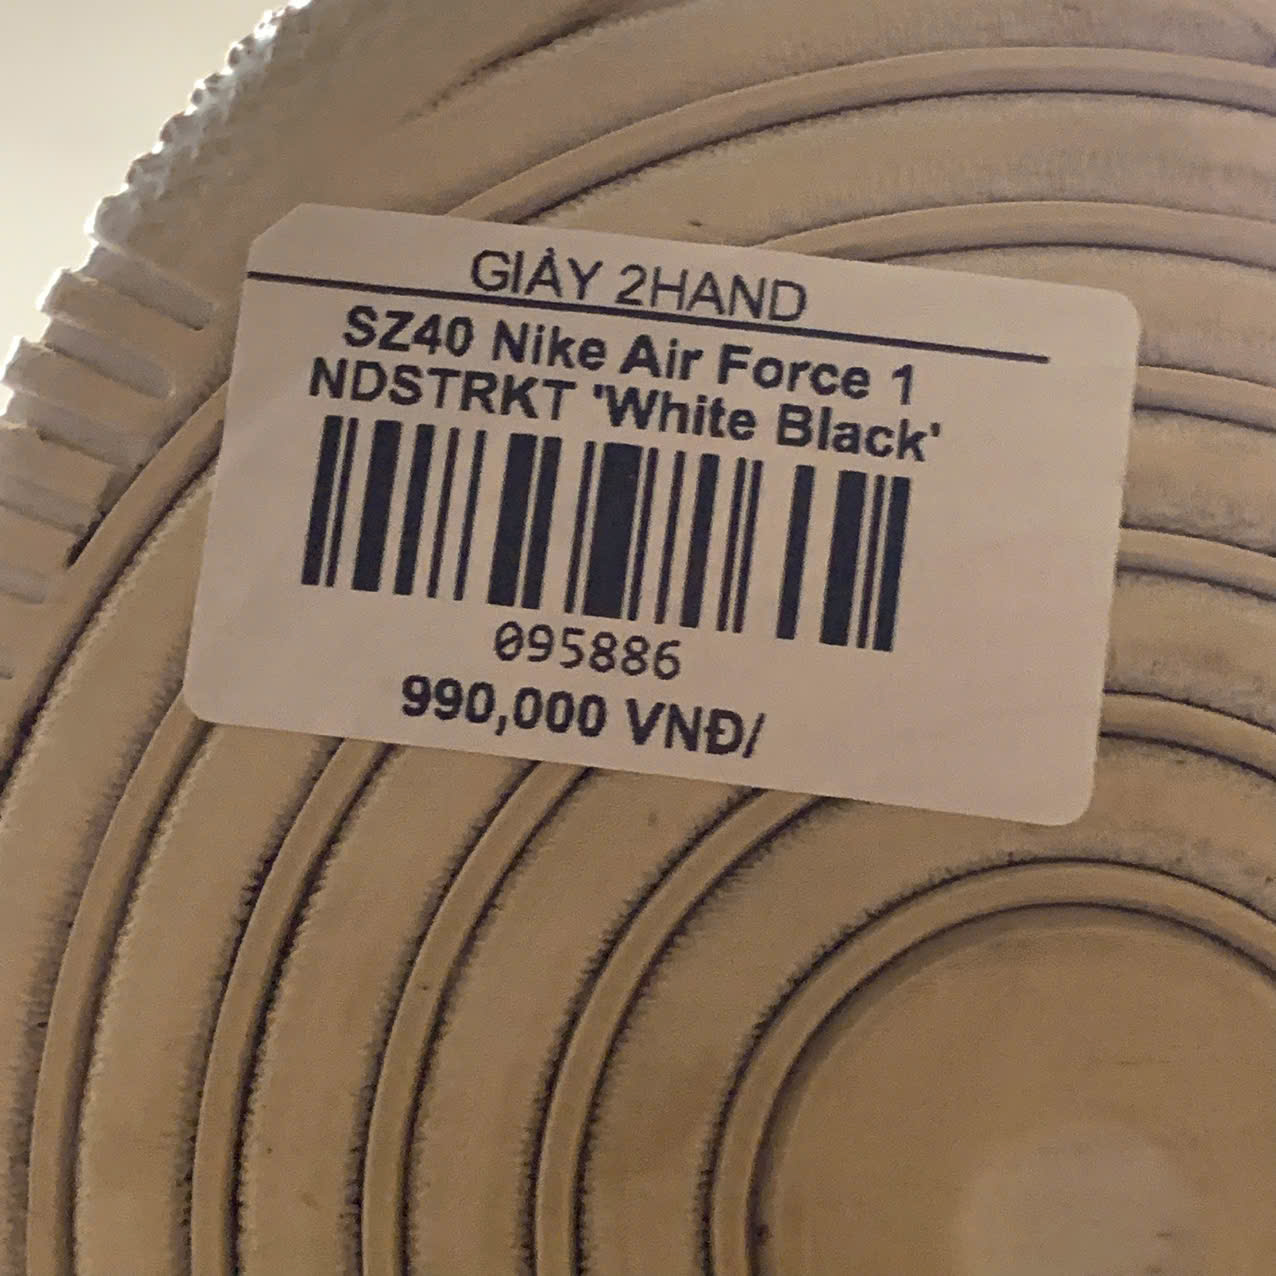 GIÀY 2HAND
SZ40 Nike Air Force 1
NDSTRKT 'White Black'
095886
990,000 VNĐ/